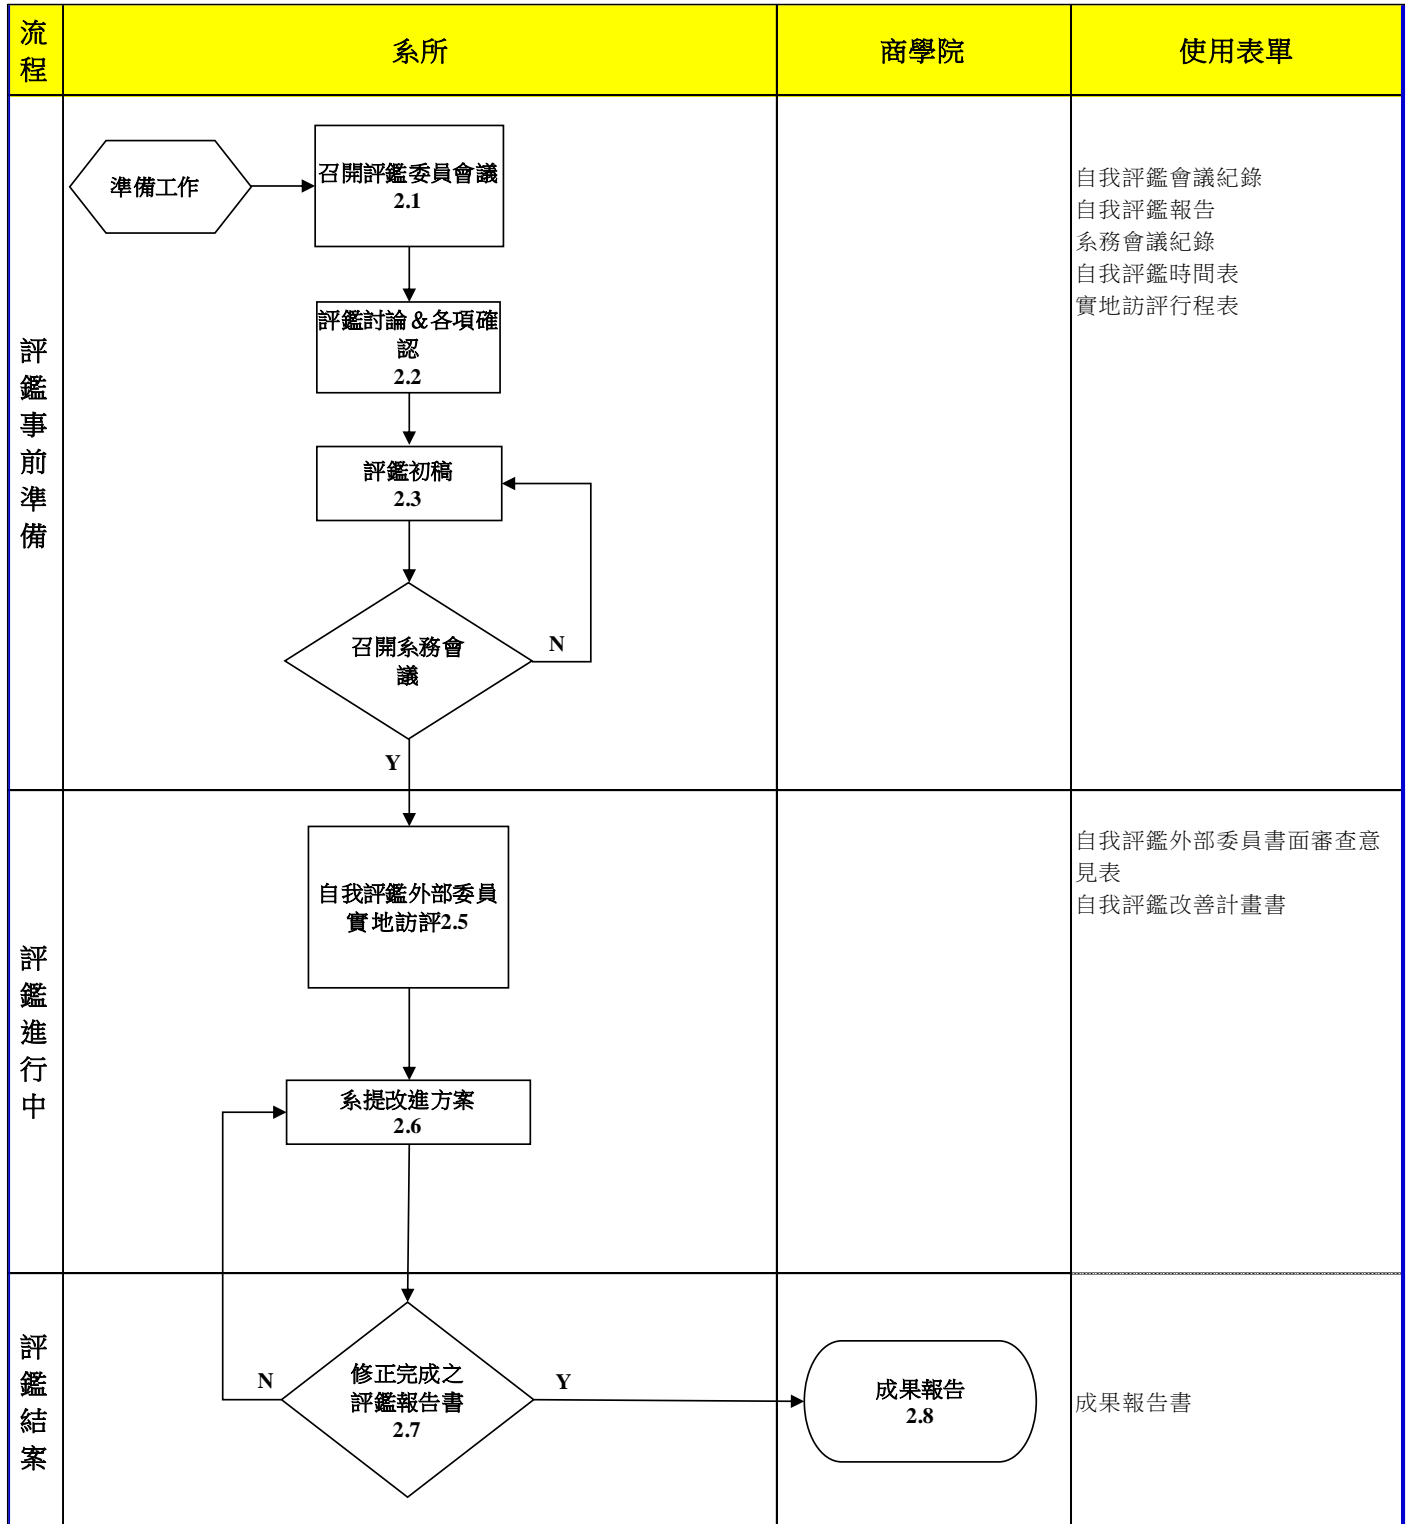 流
程
系所
商學院
使用表單
評
鑑
事
前
準
備
準備工作
召開評鑑委員會議
2.1
評鑑討論＆各項確
認
2.2
評鑑初稿
2.3
召開系務會
議
N
Y
自我評鑑會議紀錄
自我評鑑報告
系務會議紀錄
自我評鑑時間表
實地訪評行程表
評
鑑
進
行
中
自我評鑑外部委員
實地訪評2.5
系提改進方案
2.6
自我評鑑外部委員書面審查意
見表
自我評鑑改善計畫書
評
鑑
結
案
N
修正完成之
評鑑報告書
2.7
Y
成果報告
2.8
成果報告書